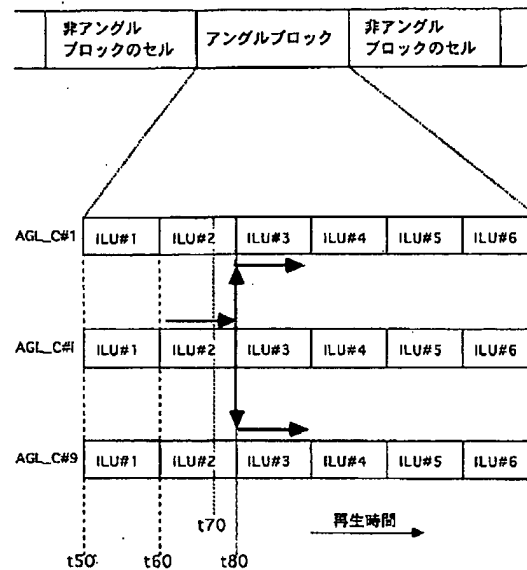 非アングル
ブロックのセル
アングルブロック
非アングル
ブロックのセル
AGL_C#1
ILU#1
ILU#2
ILU#3
ILU#4
ILU#5
ILU#6
AGL_C#i
ILU#1
ILU#2
ILU#3
ILU#4
ILU#5
ILU#6
AGL_C#9
ILU#1
ILU#2
ILU#3
ILU#4
ILU#5
ILU#6
t70
再生時間
t50
t60
t80